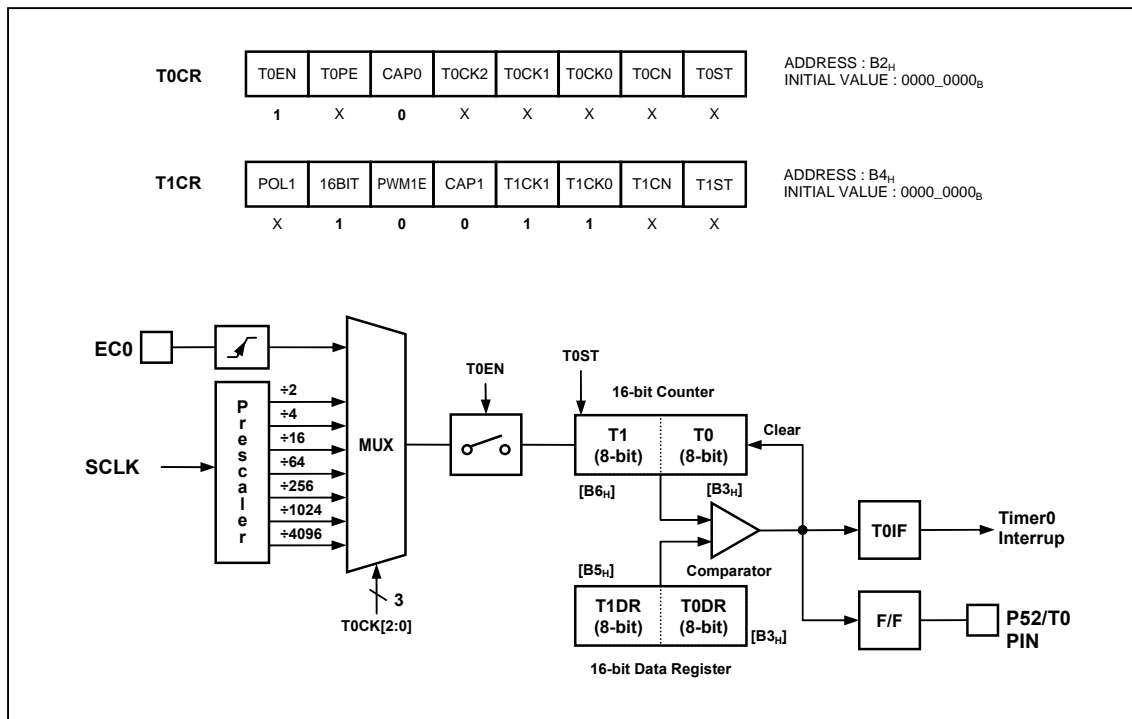 T0CR T0EN T0PE CAP0 T0CK2 T0CK1 T0CK0 T0CN T0ST
ADDRESS : B2H
INITIAL VALUE : 0000_0000B
1 X 0 X X X X X
T1CR POL1 16BIT PWM1E CAP1 T1CK1 T1CK0 T1CN T1ST
ADDRESS : B4H
INITIAL VALUE : 0000_0000B
X 1 0 0 1 1 X X
EC0
SCLK
Prescaler
÷2
÷4
÷16
÷64
÷256
÷1024
÷4096
MUX
3
T0CK[2:0]
T0EN
T0ST
16-bit Counter
T1
(8-bit)
T0
(8-bit)
Clear
[B6H]
[B3H]
Comparator
[B5H]
T1DR
(8-bit)
T0DR
(8-bit)
[B3H]
16-bit Data Register
T0IF
Timer0
Interrup
F/F
P52/T0
PIN